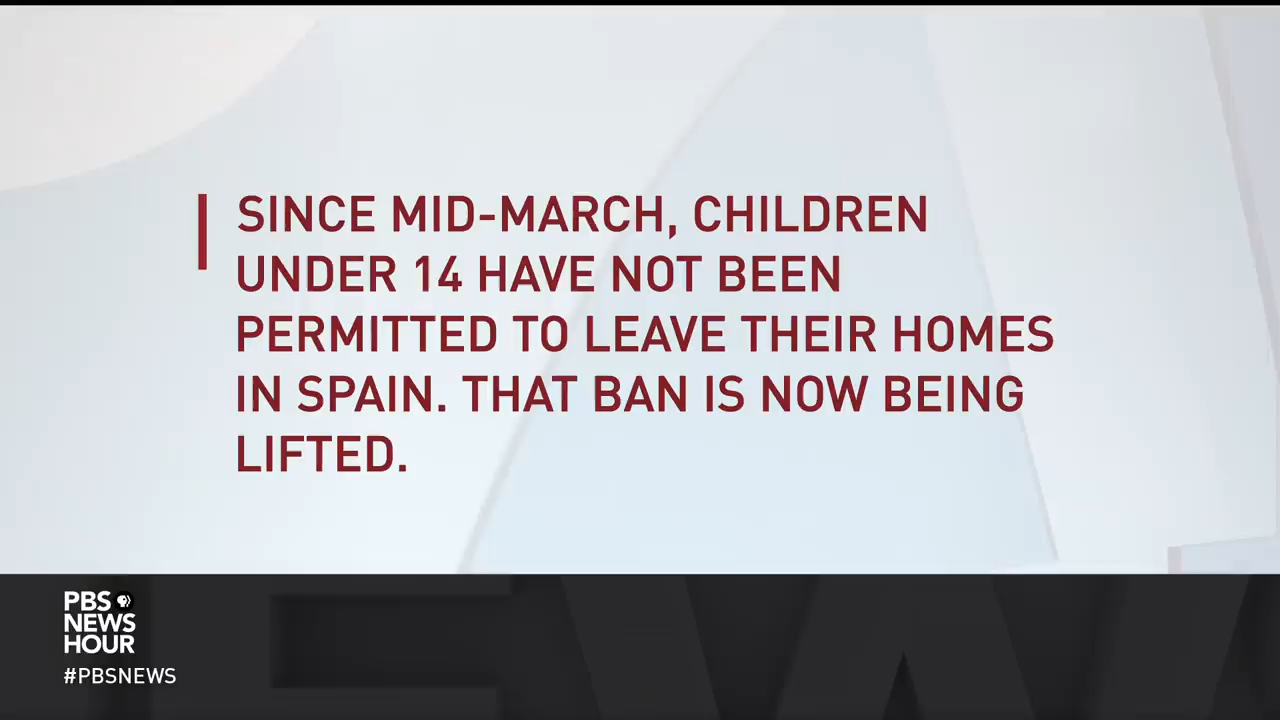 SINCE MID-MARCH, CHILDREN
UNDER 14 HAVE NOT BEEN
PERMITTED TO LEAVE THEIR HOMES
IN SPAIN. THAT BAN IS NOW BEING
LIFTED.
PBS
NEWS
HOUR
#PBSNEWS